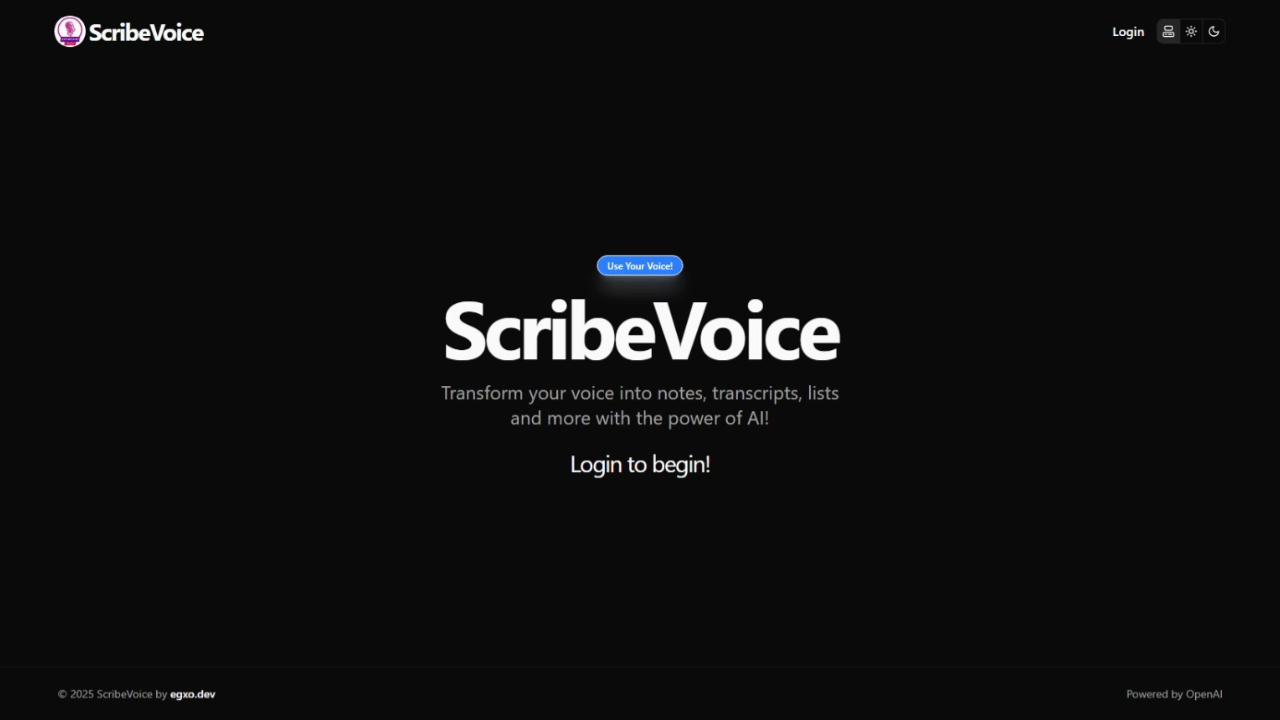 ScribeVoice
Login
Use Your Voice!
ScribeVoice
Transform your voice into notes, transcripts, lists
and more with the power of AI!
Login to begin!
© 2025 ScribeVoice by egxo.dev
Powered by OpenAI